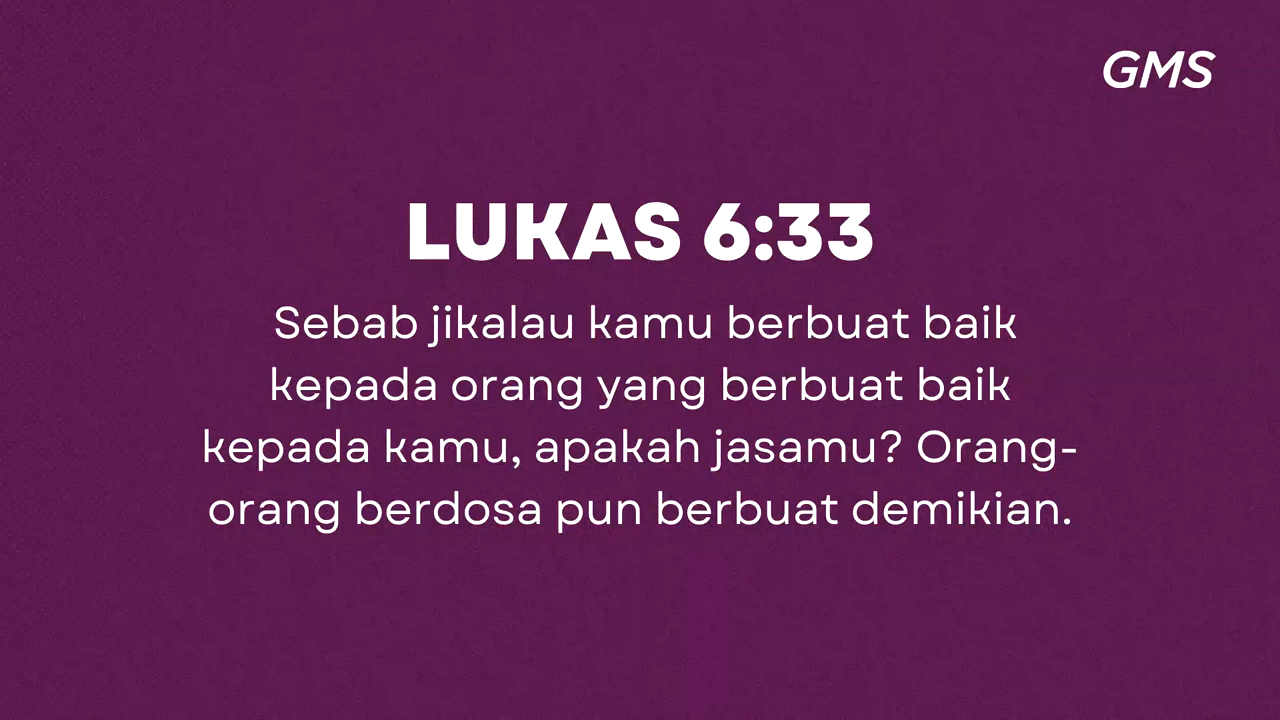 GMS
LUKAS 6:33
Sebab jikalau kamu berbuat baik
kepada orang yang berbuat baik
kepada kamu, apakah jasamu? Orang-
orang berdosa pun berbuat demikian.